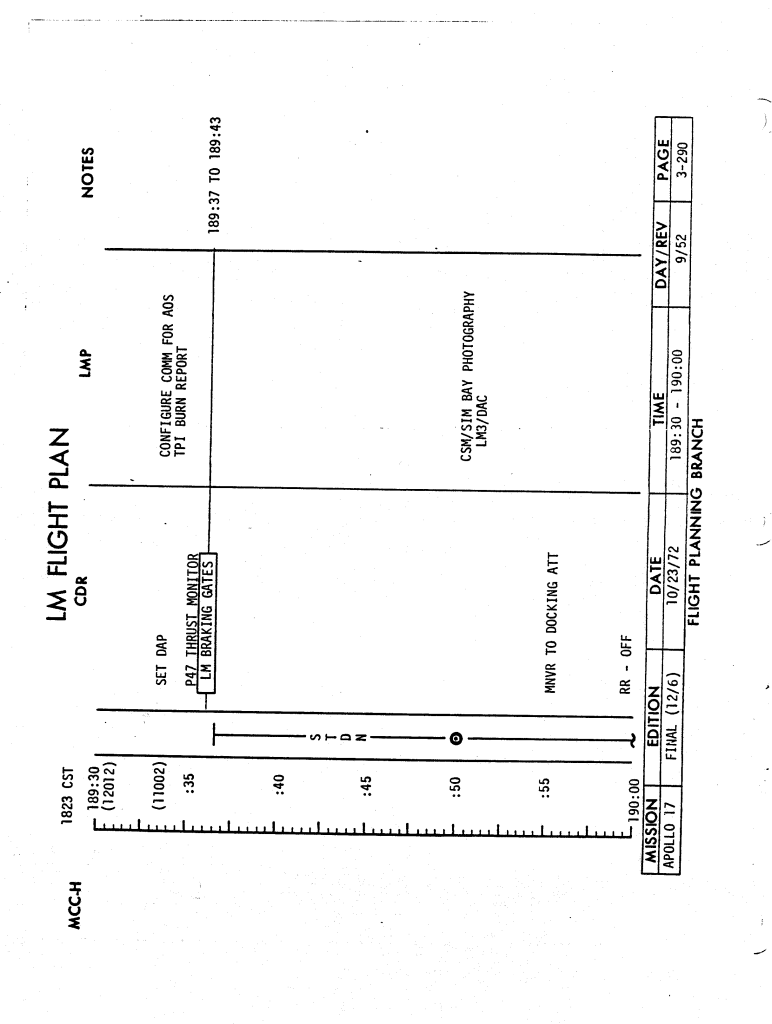 LM FLIGHT PLAN
MCC-H
1823 CST
CDR
LMP
NOTES
189:30
(12012)
(11002)
:35
:40
:45
:50
:55
190:00
S T D N
SET DAP
P47 THRUST MONITOR
LM BRAKING GATES
MNVR TO DOCKING ATT
RR - OFF
CONFIGURE COMM FOR AOS
TPI BURN REPORT
CSM/SIM BAY PHOTOGRAPHY
LM3/DAC
189:37 TO 189:43
MISSION EDITION DATE TIME DAY/REV PAGE
APOLLO 17 FINAL (12/6) 10/23/72 189:30 - 190:00 9/52 3-290
FLIGHT PLANNING BRANCH